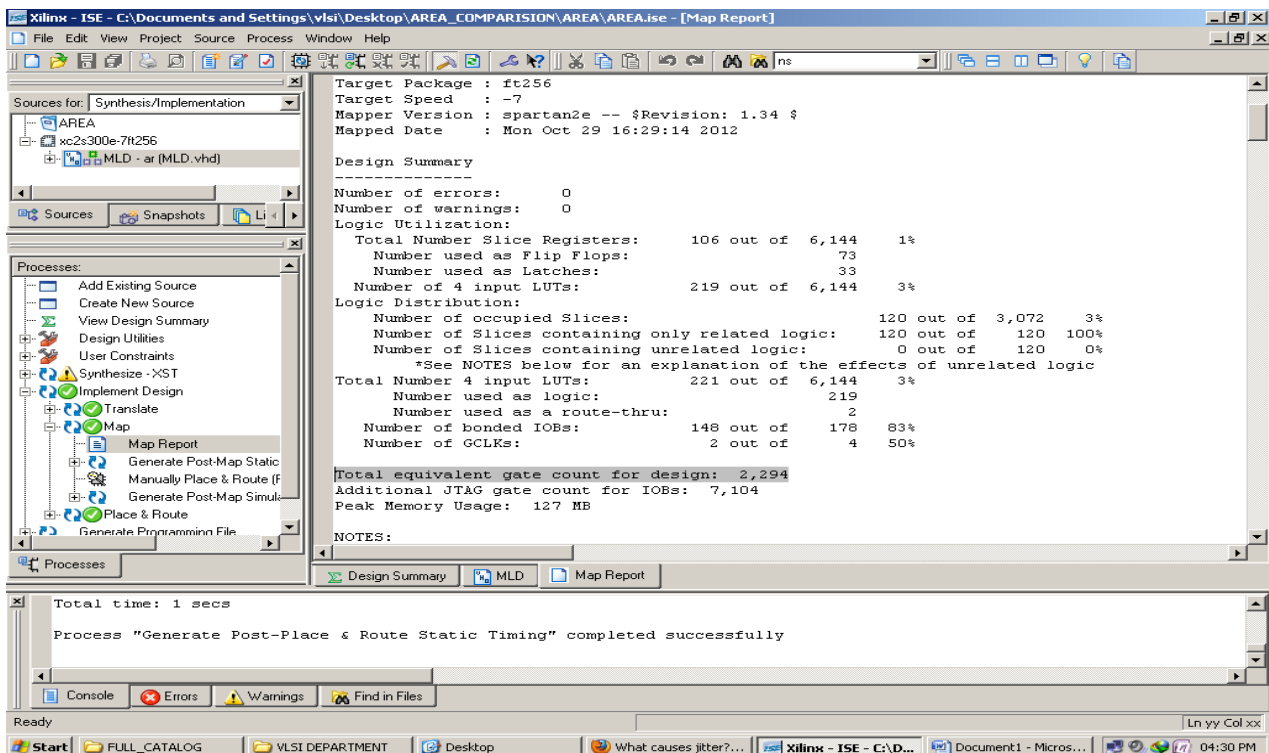 Xilinx - ISE - C:\Documents and Settings\vlsi\Desktop\AREA_COMPARISION\AREA\AREA.ise - [Map Report]
File Edit View Project Source Process Window Help
ns
Sources for: Synthesis/Implementation
AREA
xc2s300e-7ft256
MLD - ar (MLD.vhd)
Sources Snapshots Li
Processes:
Add Existing Source
Create New Source
View Design Summary
Design Utilities
User Constraints
Synthesize - XST
Implement Design
Translate
Map
Map Report
Generate Post-Map Static
Manually Place & Route (F
Generate Post-Map Simula
Place & Route
Generate Programming File
Processes
Target Package : ft256
Target Speed : -7
Mapper Version : spartan2e -- $Revision: 1.34 $
Mapped Date : Mon Oct 29 16:29:14 2012
Design Summary
--------------
Number of errors: 0
Number of warnings: 0
Logic Utilization:
Total Number Slice Registers: 106 out of 6,144 1%
Number used as Flip Flops: 73
Number used as Latches: 33
Number of 4 input LUTs: 219 out of 6,144 3%
Logic Distribution:
Number of occupied Slices: 120 out of 3,072 3%
Number of Slices containing only related logic: 120 out of 120 100%
Number of Slices containing unrelated logic: 0 out of 120 0%
*See NOTES below for an explanation of the effects of unrelated logic
Total Number 4 input LUTs: 221 out of 6,144 3%
Number used as logic: 219
Number used as a route-thru: 2
Number of bonded IOBs: 148 out of 178 83%
Number of GCLKs: 2 out of 4 50%
Total equivalent gate count for design: 2,294
Additional JTAG gate count for IOBs: 7,104
Peak Memory Usage: 127 MB
NOTES:
Design Summary MLD Map Report
Total time: 1 secs
Process "Generate Post-Place & Route Static Timing" completed successfully
Console Errors Warnings Find in Files
Ready Ln yy Col xx
Start FULL_CATALOG VLSI DEPARTMENT Desktop What causes jitter?... Xilinx - ISE - C:\D... Document1 - Micros... 04:30 PM